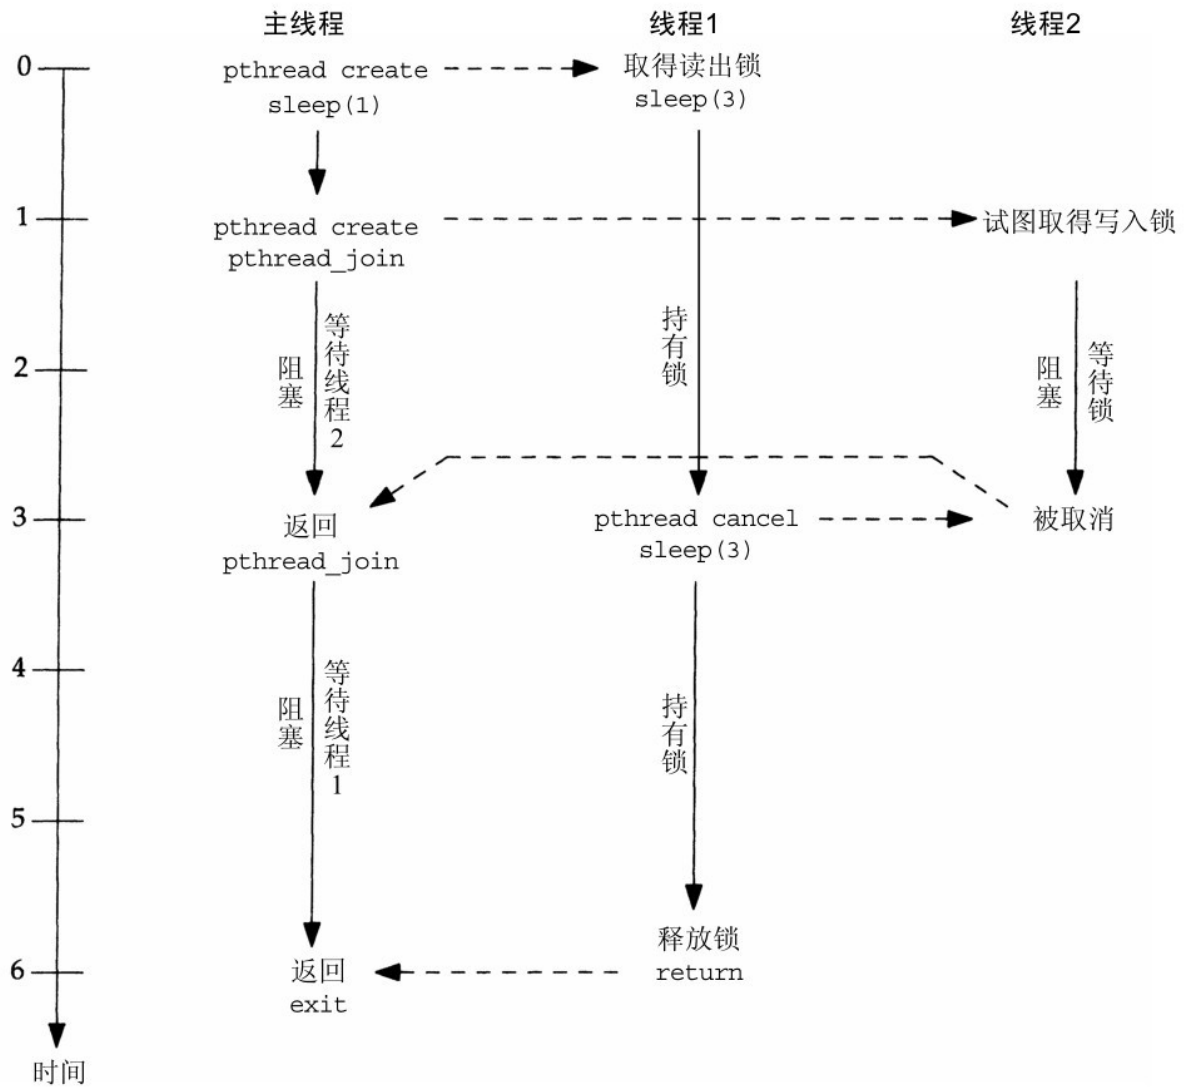 主线程
线程1
线程2
0
pthread create
sleep(1)
取得读出锁
sleep(3)
1
pthread create
pthread_join
试图取得写入锁
2
阻塞
等待线程2
持有锁
阻塞
等待锁
3
返回
pthread_join
pthread cancel
sleep(3)
被取消
4
阻塞
等待线程1
持有锁
5
释放锁
return
6
返回
exit
时间